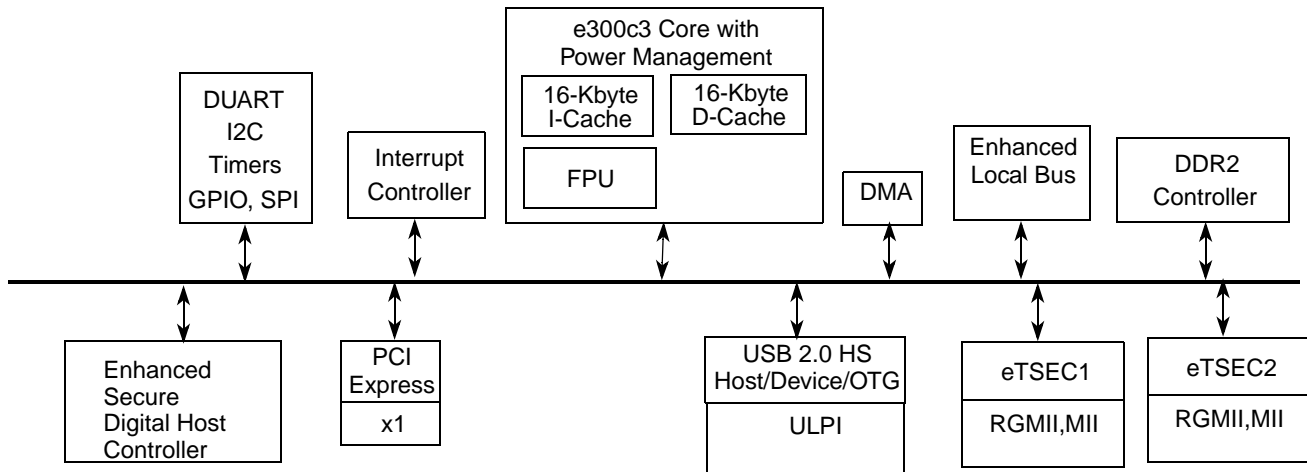 e300c3 Core with
Power Management
16-Kbyte
I-Cache
16-Kbyte
D-Cache
FPU
DUART
I2C
Timers
GPIO, SPI
Interrupt
Controller
DMA
Enhanced
Local Bus
DDR2
Controller
Enhanced
Secure
Digital Host
Controller
PCI
Express
x1
USB 2.0 HS
Host/Device/OTG
ULPI
eTSEC1
RGMII,MII
eTSEC2
RGMII,MII